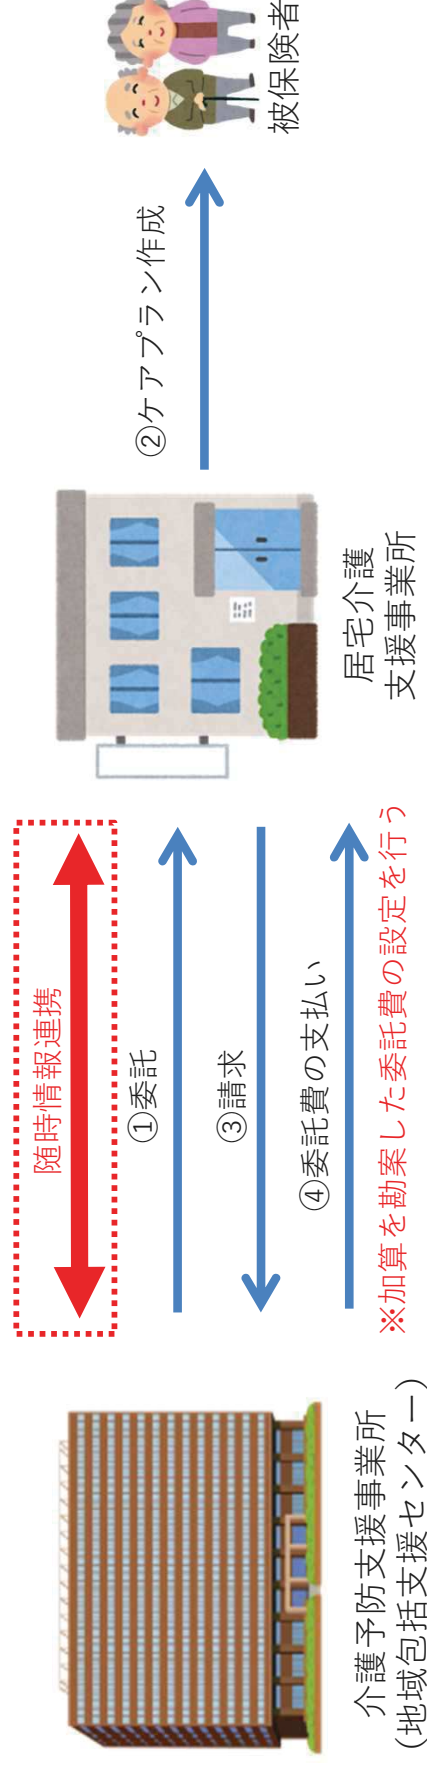 随時情報連携
①委託
③請求
④委託費の支払い
※加算を勘案した委託費の設定を行う
②ケアプラン作成
介護予防支援事業所
(地域包括支援センター)
居宅介護
支援事業所
被保険者